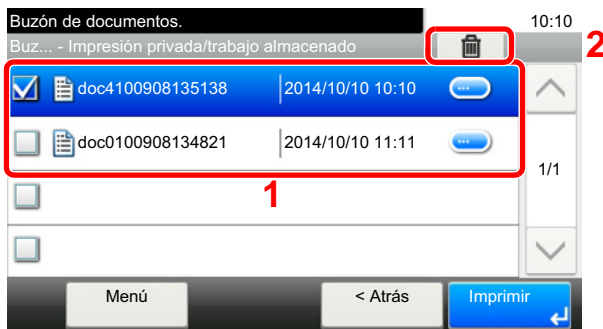 Buzón de documentos. 10:10
Buz... - Impresión privada/trabajo almacenado 2
doc4100908135138 2014/10/10 10:10 ...
doc0100908134821 2014/10/10 11:11 ...
1/1
1
Menú < Atrás Imprimir